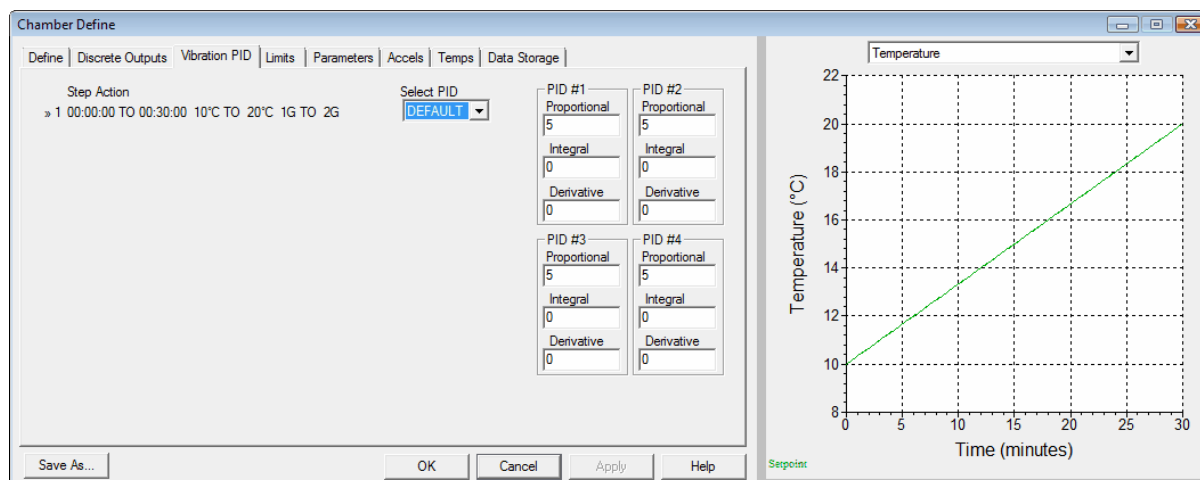 Chamber Define
Define Discrete Outputs Vibration PID Limits Parameters Accels Temps Data Storage
Step Action
» 1 00:00:00 TO 00:30:00 10°C TO 20°C 1G TO 2G
Select PID
DEFAULT
PID #1
Proportional
5
Integral
0
Derivative
0
PID #2
Proportional
5
Integral
0
Derivative
0
PID #3
Proportional
5
Integral
0
Derivative
0
PID #4
Proportional
5
Integral
0
Derivative
0
Save As...
OK
Cancel
Apply
Help
Temperature
Temperature (°C)
22
20
18
16
14
12
10
8
0 5 10 15 20 25 30
Time (minutes)
Setpoint